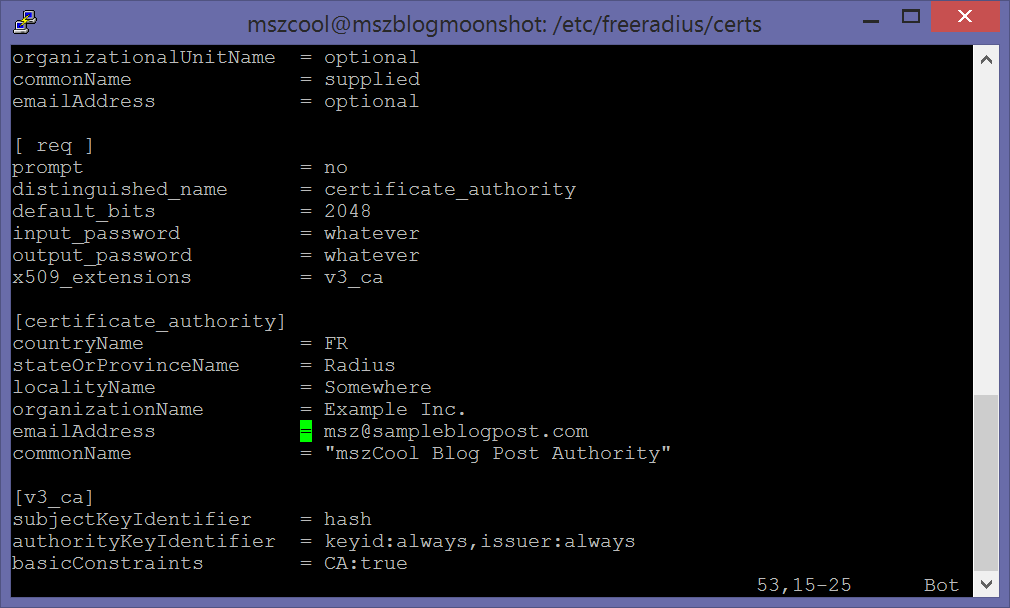 mszcool@mszblogmoonshot: /etc/freeradius/certs
organizationalUnitName  = optional
commonName              = supplied
emailAddress            = optional
[ req ]
prompt                  = no
distinguished_name      = certificate_authority
default_bits            = 2048
input_password          = whatever
output_password         = whatever
x509_extensions         = v3_ca
[certificate_authority]
countryName             = FR
stateOrProvinceName     = Radius
localityName            = Somewhere
organizationName        = Example Inc.
emailAddress            = msz@sampleblogpost.com
commonName              = "mszCool Blog Post Authority"
[v3_ca]
subjectKeyIdentifier    = hash
authorityKeyIdentifier  = keyid:always,issuer:always
basicConstraints        = CA:true
53,15-25      Bot